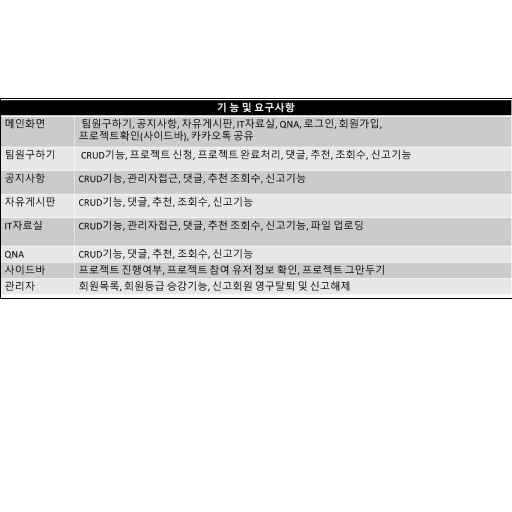 기 능 및 요구사항
메인화면 팀원구하기, 공지사항, 자유게시판, IT자료실, QNA, 로그인, 회원가입,
프로젝트확인(사이드바), 카카오톡 공유
팀원구하기 CRUD기능, 프로젝트 신청, 프로젝트 완료처리, 댓글, 추천, 조회수, 신고기능
공지사항 CRUD기능, 관리자접근, 댓글, 추천 조회수, 신고기능
자유게시판 CRUD기능, 댓글, 추천, 조회수, 신고기능
IT자료실 CRUD기능, 관리자접근, 댓글, 추천 조회수, 신고기능, 파일 업로딩
QNA CRUD기능, 댓글, 추천, 조회수, 신고기능
사이드바 프로젝트 진행여부, 프로젝트 참여 유저 정보 확인, 프로젝트 그만두기
관리자 회원목록, 회원등급 승강기능, 신고회원 영구탈퇴 및 신고해제